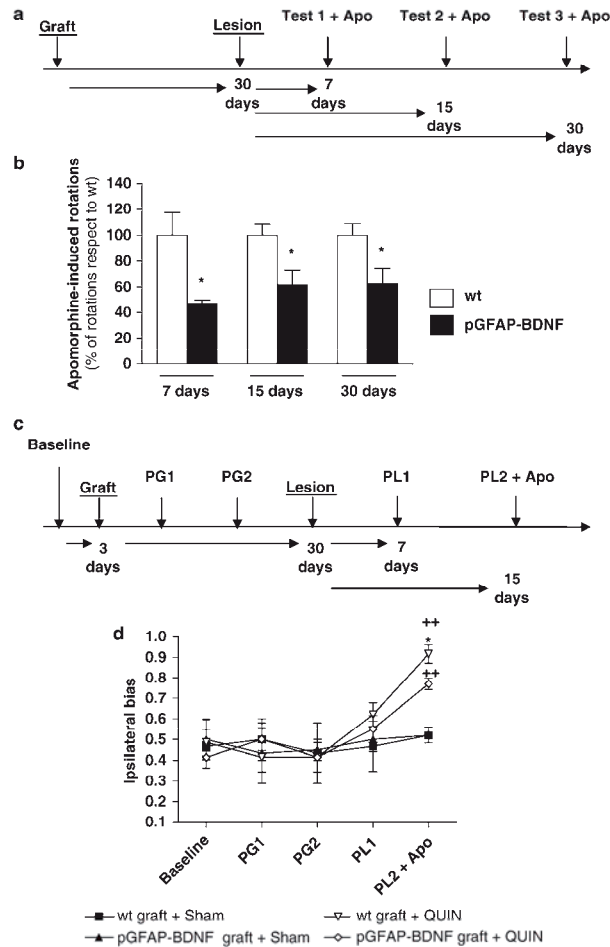 a
Graft
Lesion
Test 1 + Apo
Test 2 + Apo
Test 3 + Apo
30
days
7
days
15
days
30
days
b
Apomorphine-induced rotations
(% of rotations respect to wt)
140
120
100
80
60
40
20
0
*
*
*
7 days
15 days
30 days
wt
pGFAP-BDNF
c
Baseline
Graft
PG1
PG2
Lesion
PL1
PL2 + Apo
3
days
30
days
7
days
15
days
d
Ipsilateral bias
1.0
0.9
0.8
0.7
0.6
0.5
0.4
0.3
0.2
0.1
++
*
++
Baseline
PG1
PG2
PL1
PL2 + Apo
wt graft + Sham
wt graft + QUIN
pGFAP-BDNF graft + Sham
pGFAP-BDNF graft + QUIN